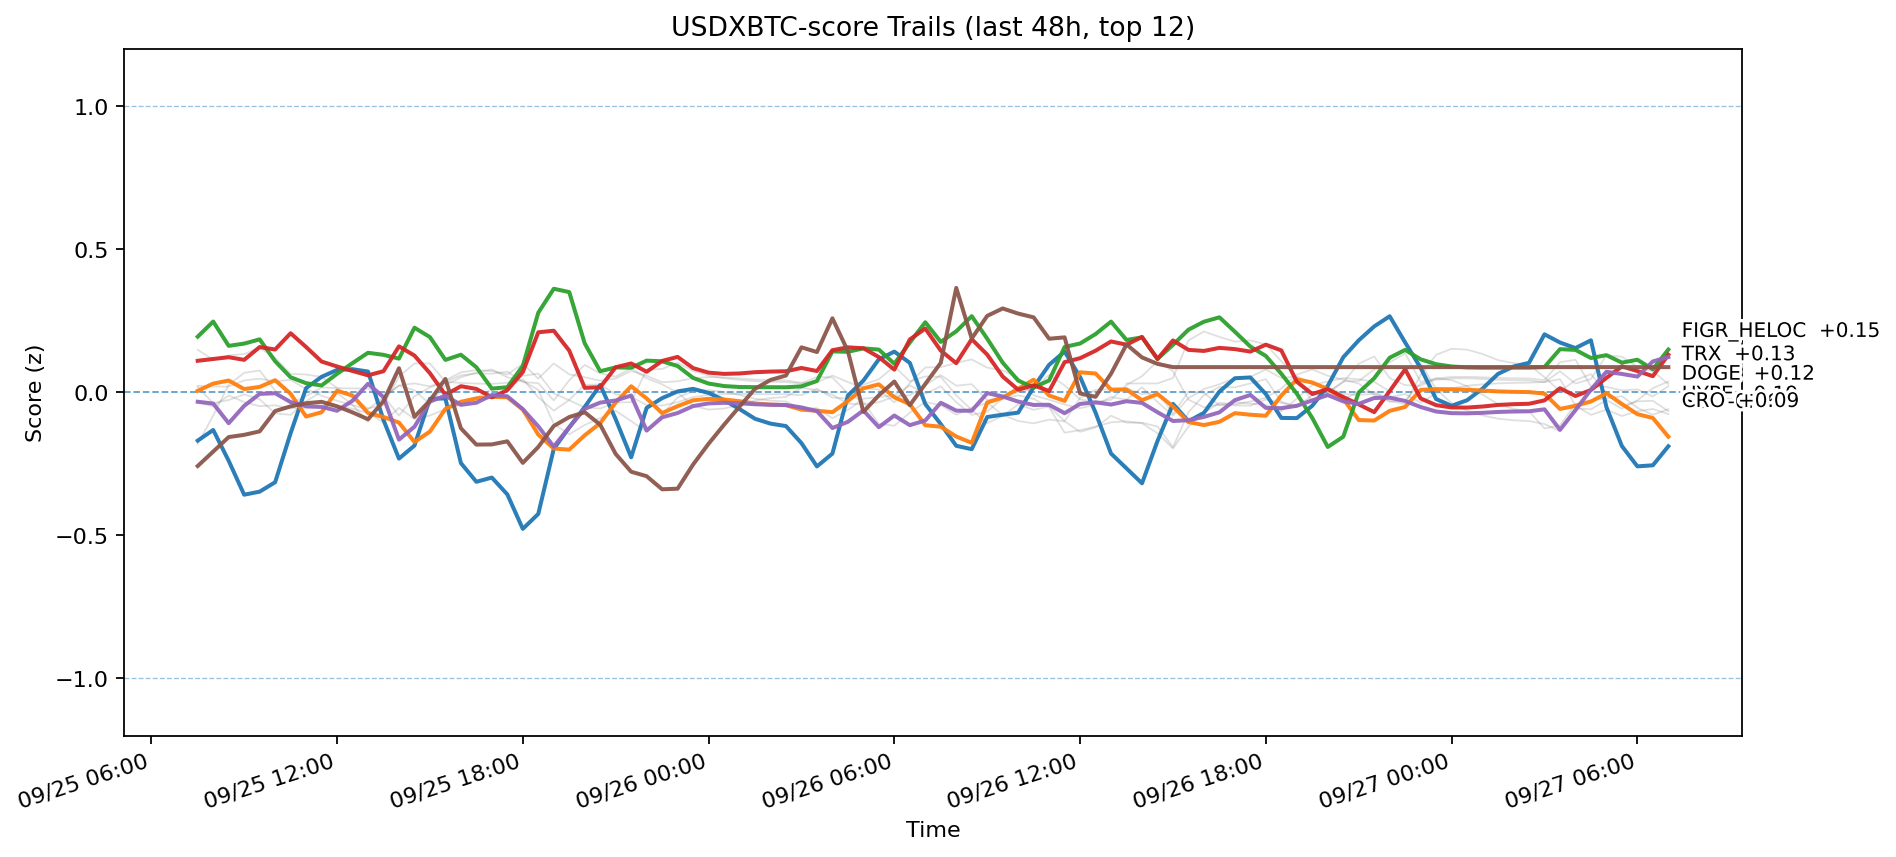 USDXBTC-score Trails (last 48h, top 12)
Score (z)
1.0
0.5
0.0
−0.5
−1.0
FIGR_HELOC +0.15
TRX +0.13
DOGE +0.12
CRO +0.09
09/25 06:00
09/25 12:00
09/25 18:00
09/26 00:00
09/26 06:00
09/26 12:00
09/26 18:00
09/27 00:00
09/27 06:00
Time